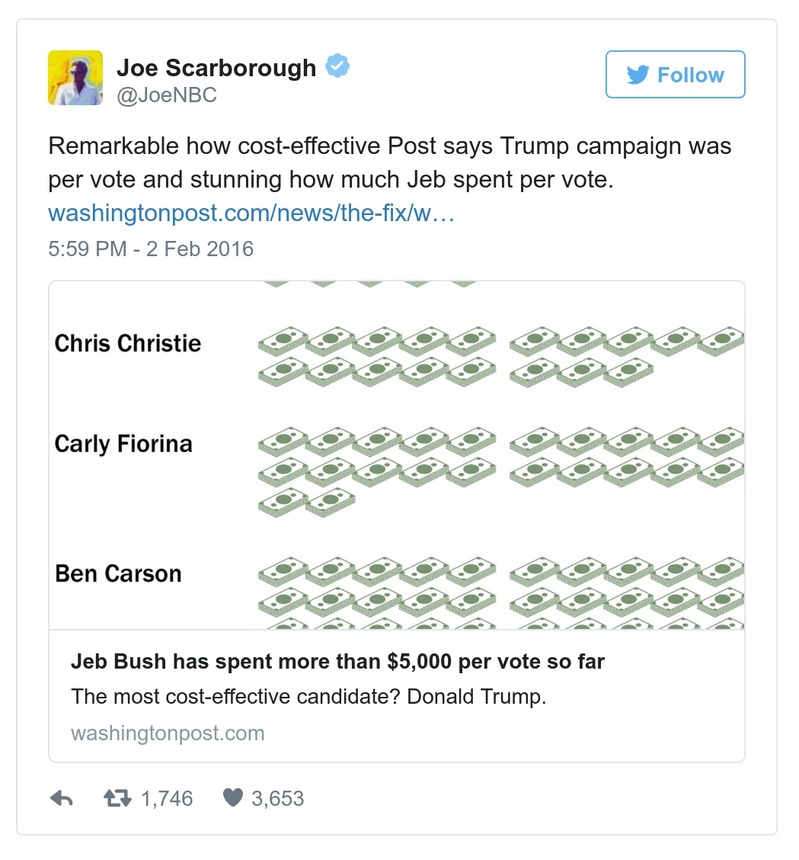 Joe Scarborough
@JoeNBC
Follow
Remarkable how cost-effective Post says Trump campaign was
per vote and stunning how much Jeb spent per vote.
washingtonpost.com/news/the-fix/w…
5:59 PM - 2 Feb 2016
Chris Christie
Carly Fiorina
Ben Carson
Jeb Bush has spent more than $5,000 per vote so far
The most cost-effective candidate? Donald Trump.
washingtonpost.com
1,746 3,653